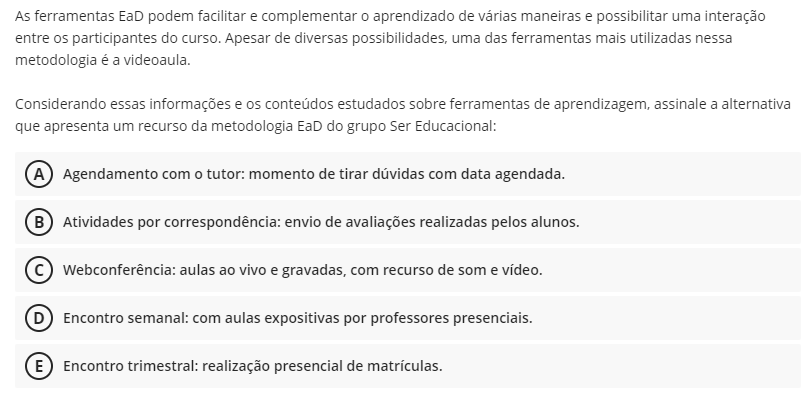 As ferramentas EaD podem facilitar e complementar o aprendizado de várias maneiras e possibilitar uma interação
entre os participantes do curso. Apesar de diversas possibilidades, uma das ferramentas mais utilizadas nessa
metodologia é a videoaula.
Considerando essas informações e os conteúdos estudados sobre ferramentas de aprendizagem, assinale a alternativa
que apresenta um recurso da metodologia EaD do grupo Ser Educacional:
A Agendamento com o tutor: momento de tirar dúvidas com data agendada.
B Atividades por correspondência: envio de avaliações realizadas pelos alunos.
C Webconferência: aulas ao vivo e gravadas, com recurso de som e vídeo.
D Encontro semanal: com aulas expositivas por professores presenciais.
E Encontro trimestral: realização presencial de matrículas.